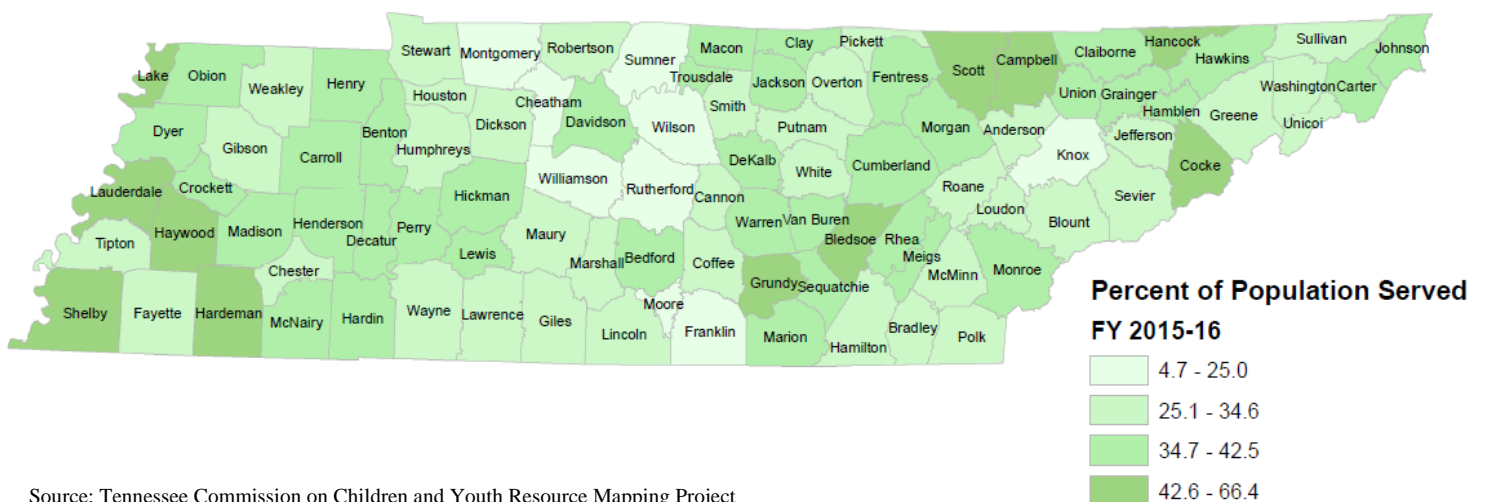 Stewart
Montgomery
Robertson
Sumner
Macon
Clay
Pickett
Scott
Campbell
Claiborne
Hancock
Hawkins
Sullivan
Johnson
Lake
Obion
Weakley
Henry
Houston
Cheatham
Trousdale
Smith
Jackson
Overton
Fentress
Union
Grainger
Hamblen
Greene
Washington
Carter
Unicoi
Dyer
Gibson
Carroll
Benton
Humphreys
Dickson
Davidson
Wilson
Putnam
Morgan
Anderson
Jefferson
Knox
Cocke
Lauderdale
Crockett
Williamson
Rutherford
DeKalb
White
Cumberland
Roane
Loudon
Sevier
Blount
Tipton
Haywood
Madison
Henderson
Decatur
Perry
Hickman
Lewis
Maury
Marshall
Bedford
Cannon
Coffee
Warren
Van Buren
Bledsoe
Rhea
Meigs
McMinn
Monroe
Chester
Shelby
Fayette
Hardeman
McNairy
Hardin
Wayne
Lawrence
Giles
Lincoln
Moore
Franklin
Grundy
Sequatchie
Marion
Hamilton
Bradley
Polk
Percent of Population Served
FY 2015-16
4.7 - 25.0
25.1 - 34.6
34.7 - 42.5
42.6 - 66.4
Source: Tennessee Commission on Children and Youth Resource Mapping Project